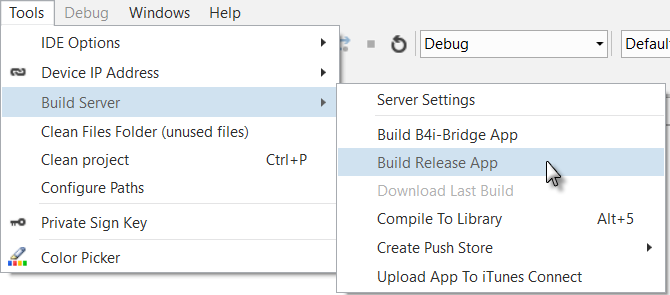 Tools Debug Windows Help
IDE Options
Device IP Address
Build Server
Clean Files Folder (unused files)
Clean project Ctrl+P
Configure Paths
Private Sign Key
Color Picker
Debug
Default
Server Settings
Build B4i-Bridge App
Build Release App
Download Last Build
Compile To Library Alt+5
Create Push Store
Upload App To iTunes Connect